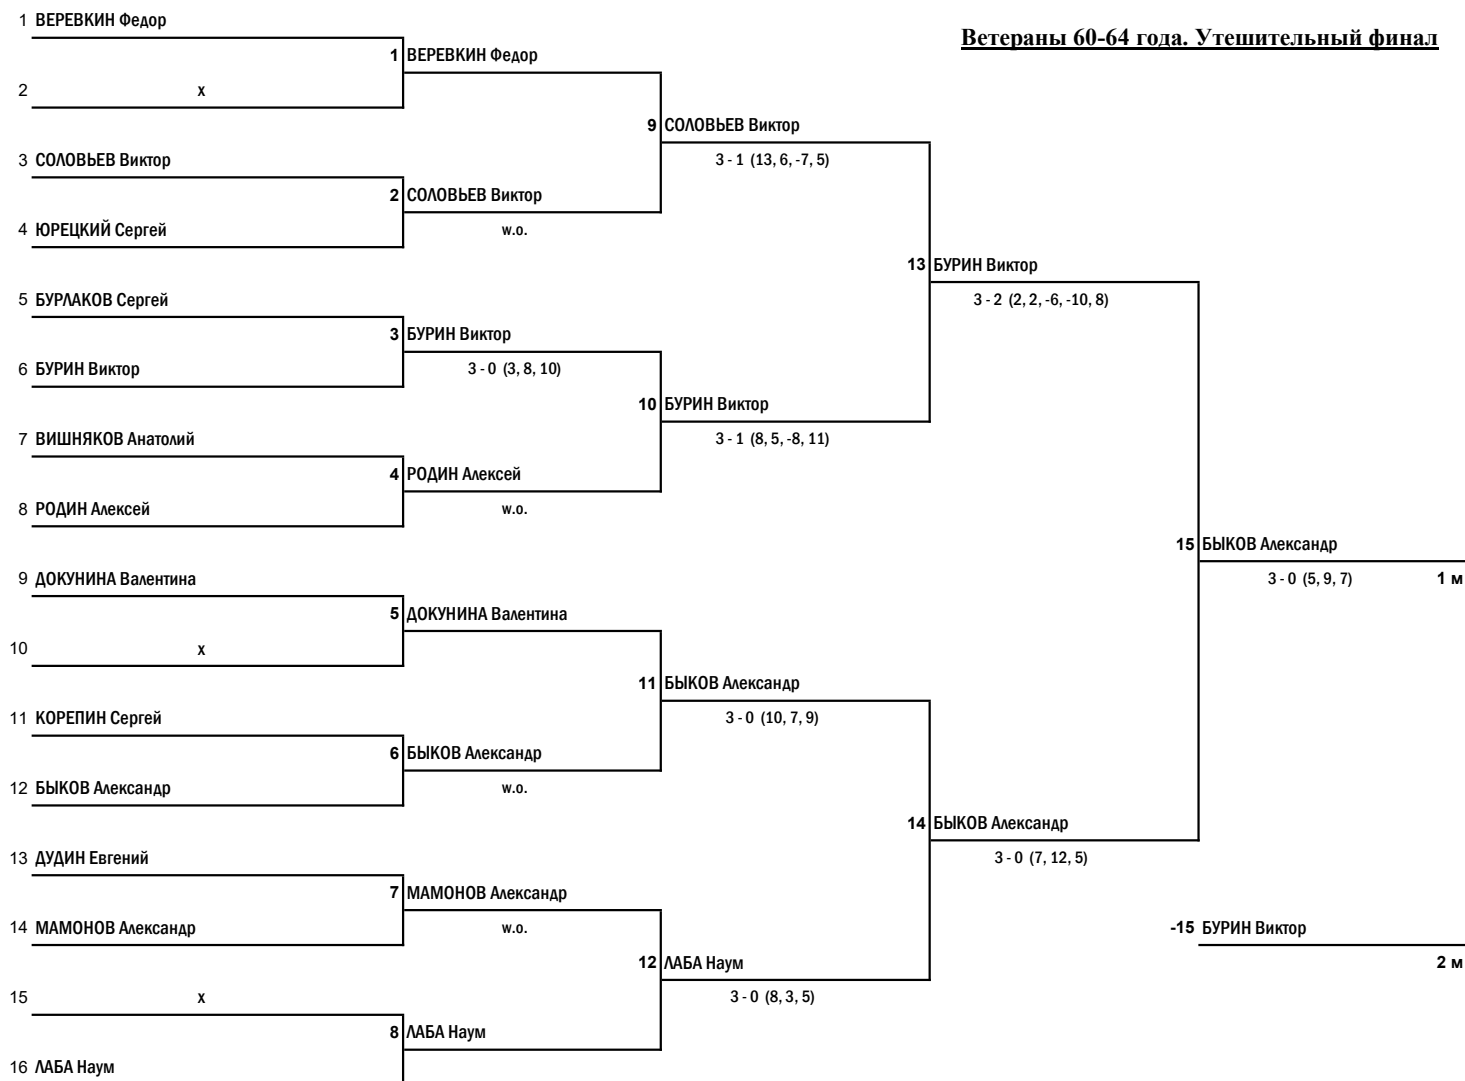 1 ВЕРЕВКИН Федор
Ветераны 60-64 года. Утешительный финал
1 ВЕРЕВКИН Федор
2 x
9 СОЛОВЬЕВ Виктор
3 СОЛОВЬЕВ Виктор
3 - 1 (13, 6, -7, 5)
2 СОЛОВЬЕВ Виктор
4 ЮРЕЦКИЙ Сергей
w.o.
13 БУРИН Виктор
5 БУРЛАКОВ Сергей
3 - 2 (2, 2, -6, -10, 8)
3 БУРИН Виктор
6 БУРИН Виктор
3 - 0 (3, 8, 10)
10 БУРИН Виктор
7 ВИШНЯКОВ Анатолий
3 - 1 (8, 5, -8, 11)
4 РОДИН Алексей
8 РОДИН Алексей
w.o.
15 БЫКОВ Александр
9 ДОКУНИНА Валентина
3 - 0 (5, 9, 7)
1 м
5 ДОКУНИНА Валентина
10 x
11 БЫКОВ Александр
11 КОРЕПИН Сергей
3 - 0 (10, 7, 9)
6 БЫКОВ Александр
12 БЫКОВ Александр
w.o.
14 БЫКОВ Александр
13 ДУДИН Евгений
3 - 0 (7, 12, 5)
7 МАМОНОВ Александр
14 МАМОНОВ Александр
w.o.
-15 БУРИН Виктор
12 ЛАБА Наум
2 м
15 x
3 - 0 (8, 3, 5)
8 ЛАБА Наум
16 ЛАБА Наум